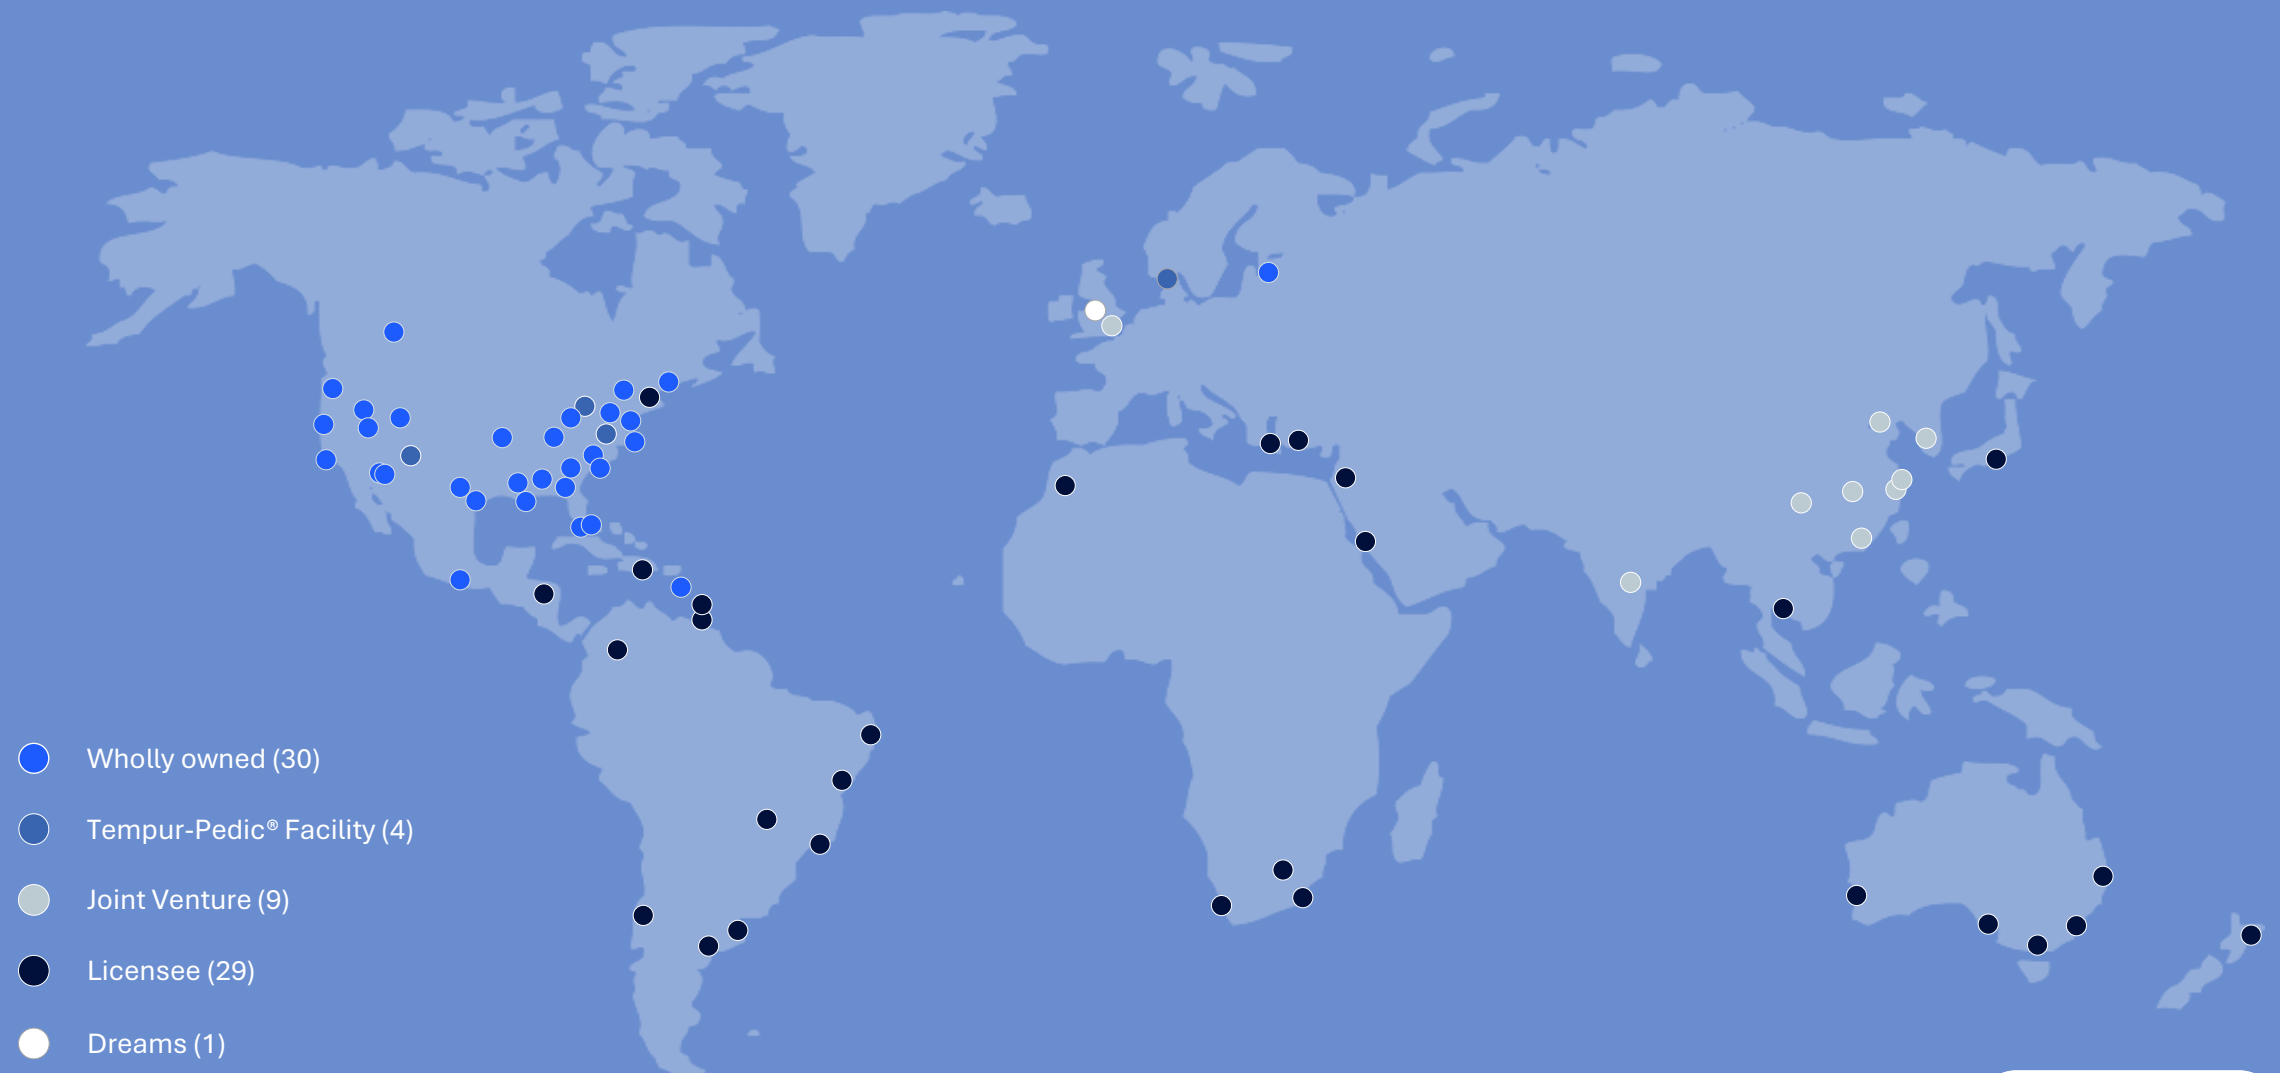 Wholly owned (30)
Tempur-Pedic® Facility (4)
Joint Venture (9)
Licensee (29)
Dreams (1)